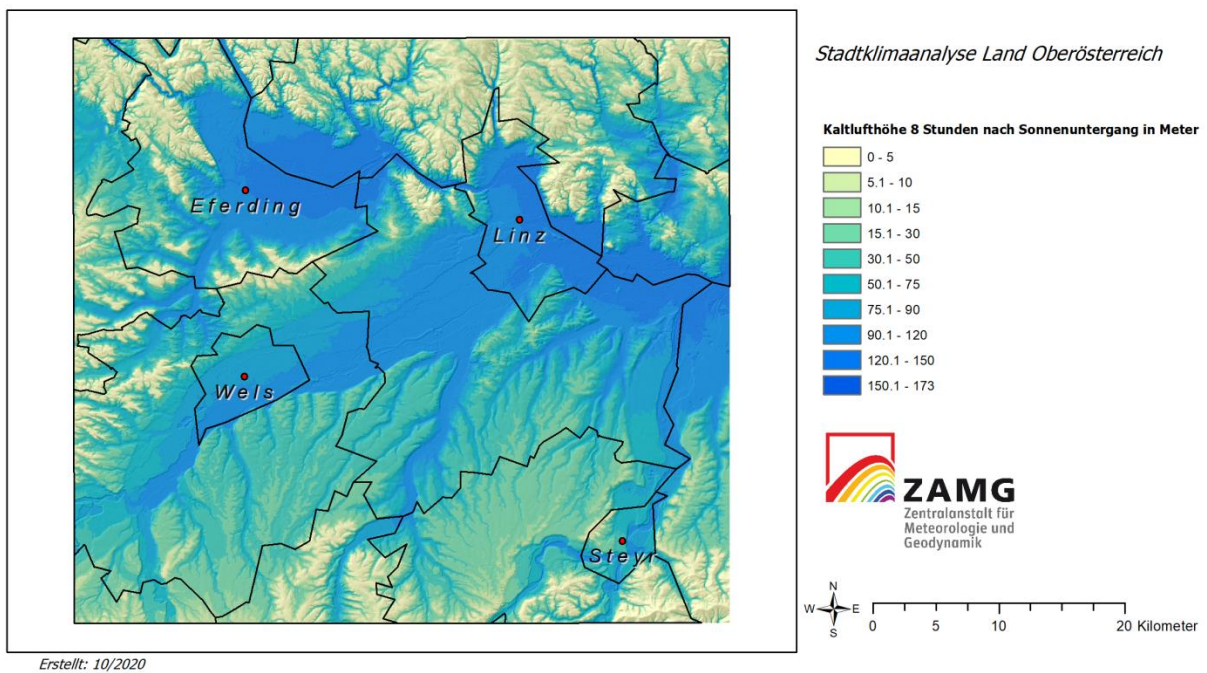 Stadtklimaanalyse Land Oberösterreich
Kaltlufthöhe 8 Stunden nach Sonnenuntergang in Meter
0 - 5
5.1 - 10
10.1 - 15
15.1 - 30
30.1 - 50
50.1 - 75
75.1 - 90
90.1 - 120
120.1 - 150
150.1 - 173
Eferding
Linz
Wels
Steyr
ZAMG
Zentralanstalt für
Meteorologie und
Geodynamik
N
W E
S
0 5 10 20 Kilometer
Erstellt: 10/2020